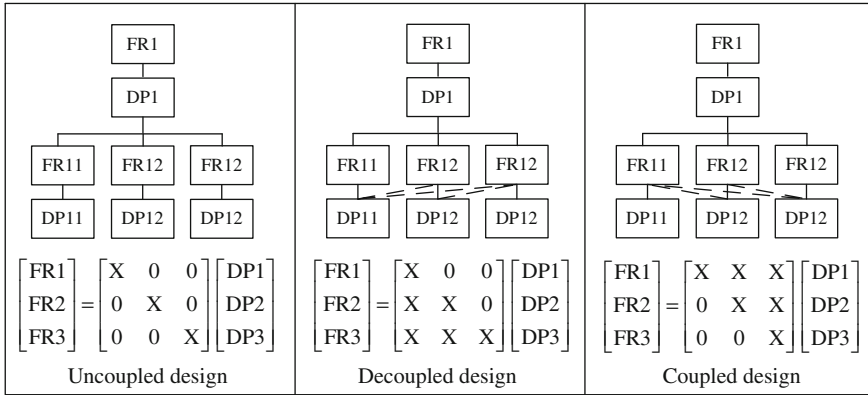 FR1
DP1
FR11 FR12 FR12
DP11 DP12 DP12
[FR1] [X 0 0] [DP1]
[FR2] = [0 X 0] [DP2]
[FR3] [0 0 X] [DP3]
Uncoupled design
FR1
DP1
FR11 FR12 FR12
DP11 DP12 DP12
[FR1] [X 0 0] [DP1]
[FR2] = [X X 0] [DP2]
[FR3] [X X X] [DP3]
Decoupled design
FR1
DP1
FR11 FR12 FR12
DP11 DP12 DP12
[FR1] [X X X] [DP1]
[FR2] = [0 X X] [DP2]
[FR3] [0 0 X] [DP3]
Coupled design